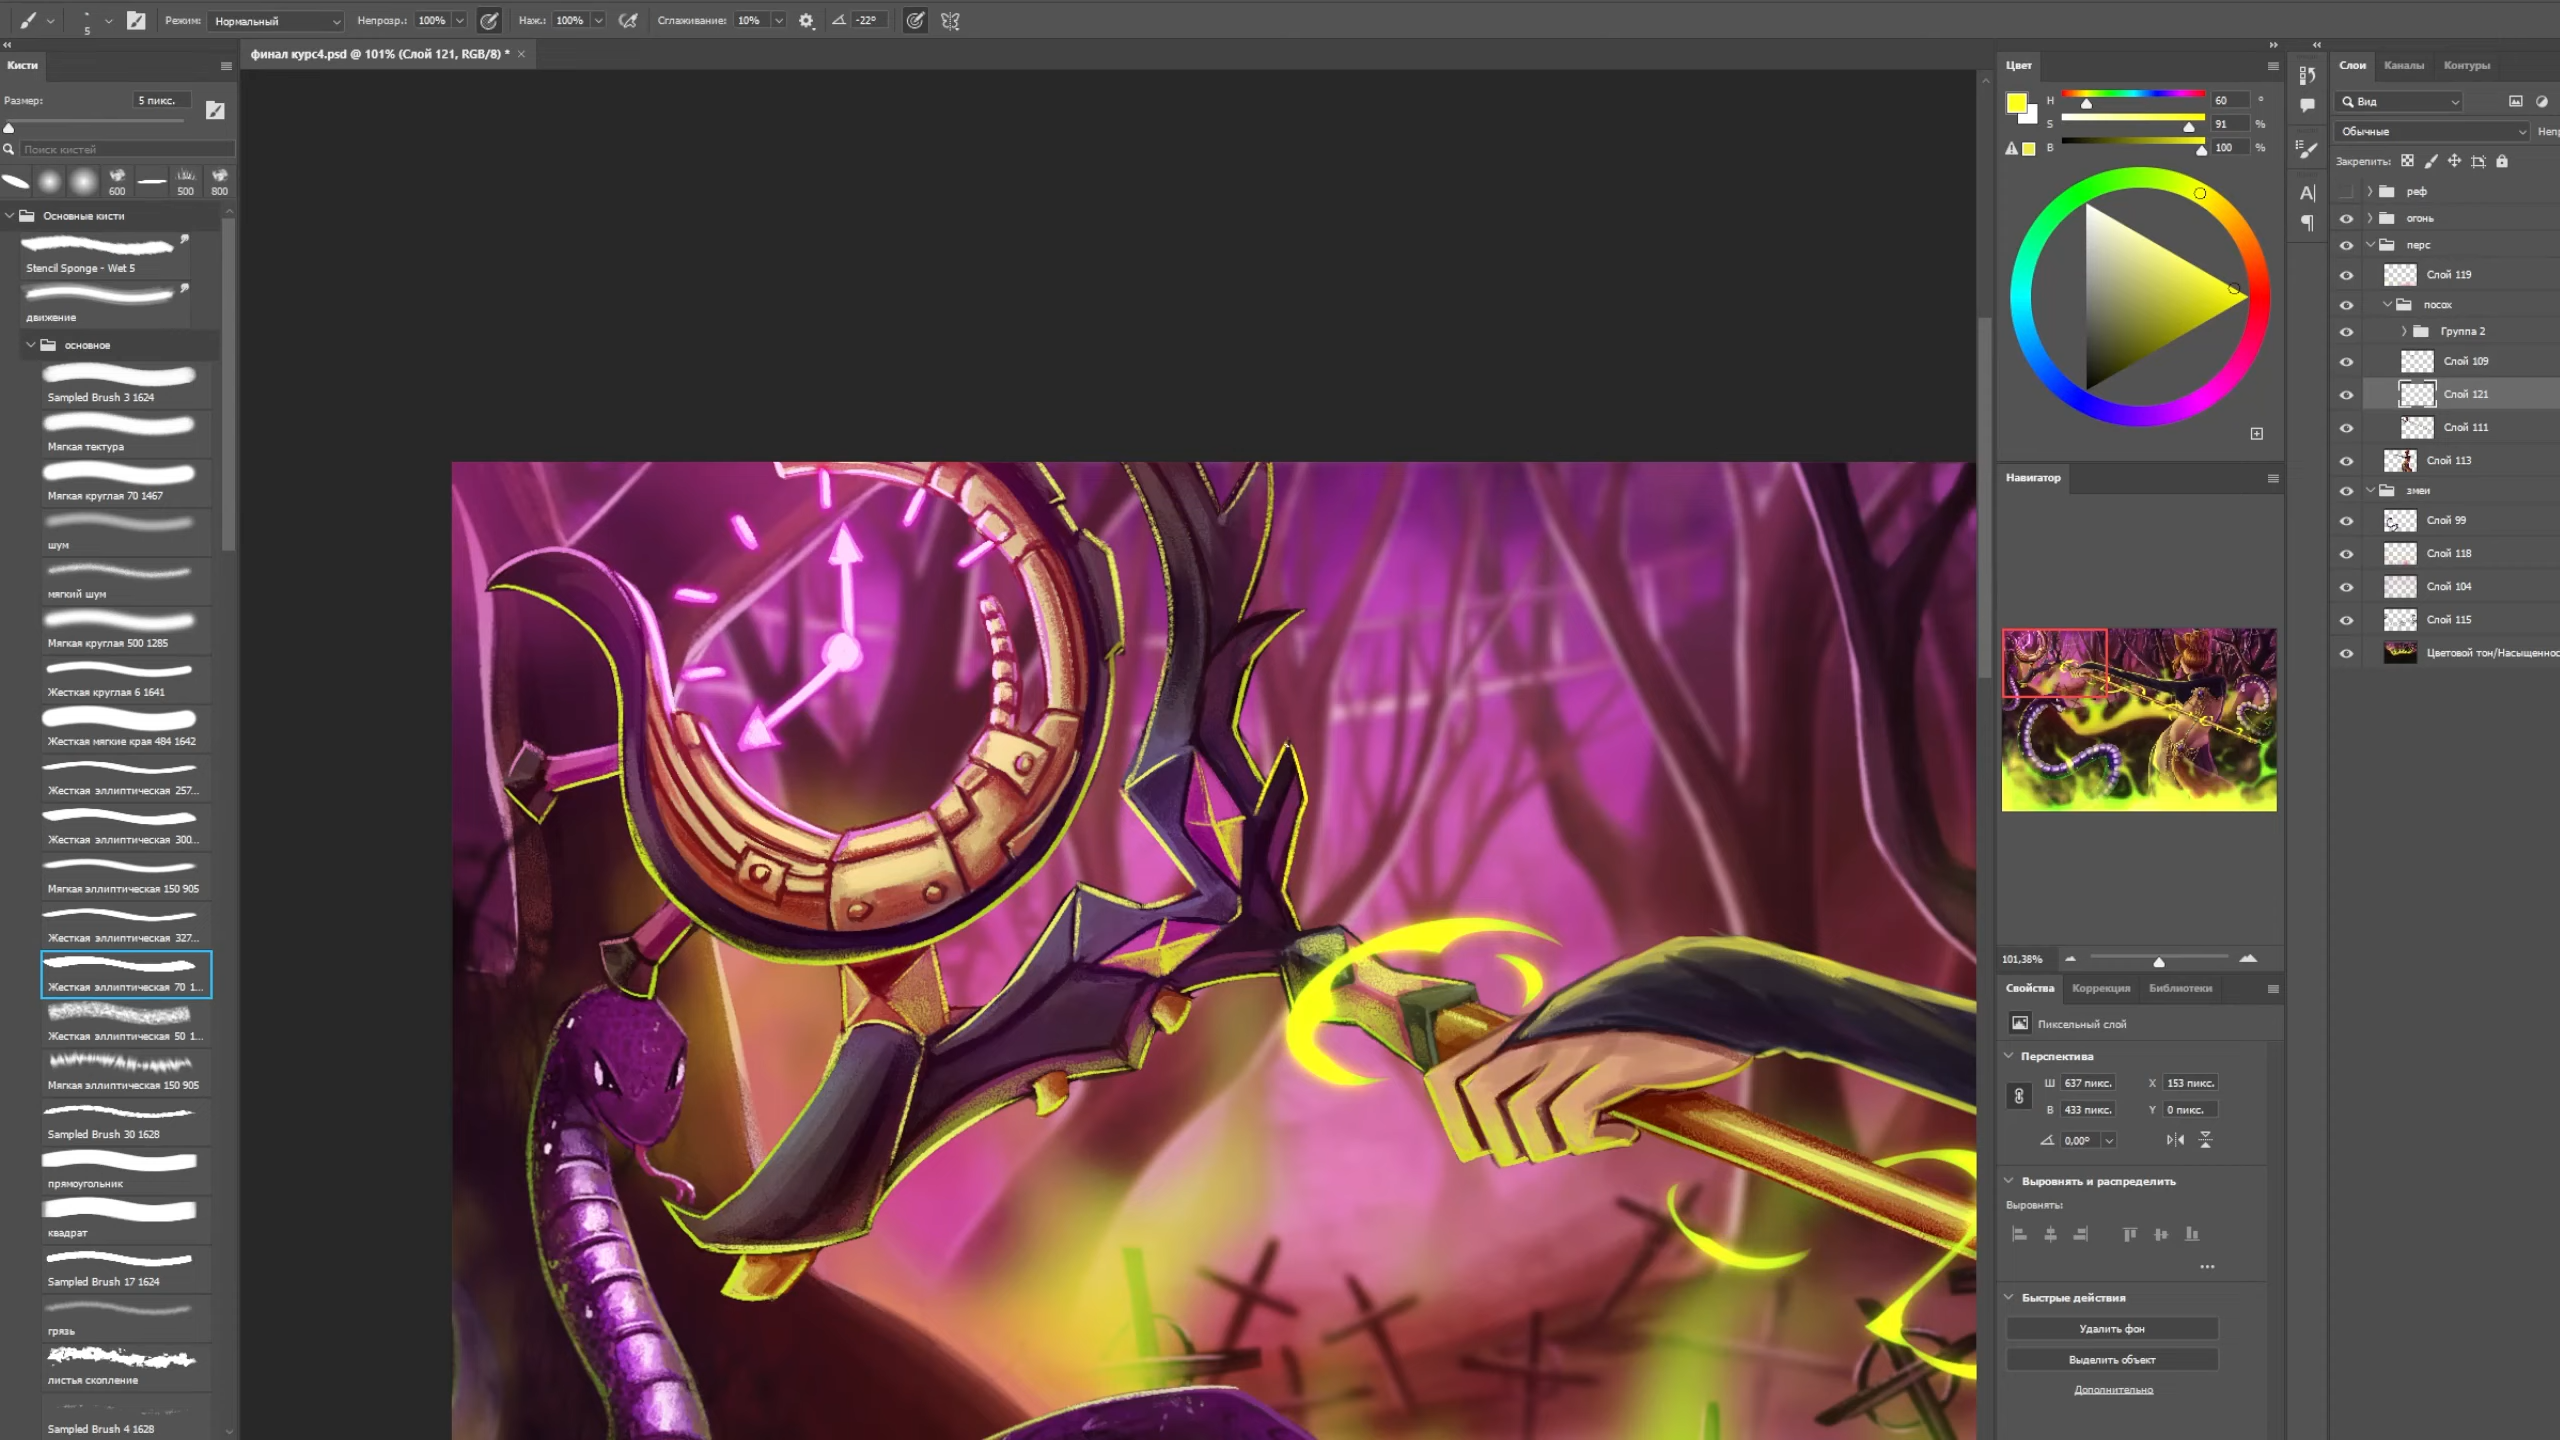 5
Режим: Нормальный
Непрозр.: 100%
Наж.: 100%
Сглаживание: 10%
-22°
Кисти
финал курс4.psd @ 101% (Слой 121, RGB/8) *
Размер: 5 пикс.
Поиск кистей
600 500 800
Основные кисти
Stencil Sponge - Wet 5
движение
основное
Sampled Brush 3 1624
Мягкая тектура
Мягкая круглая 70 1467
шум
мягкий шум
Мягкая круглая 500 1285
Жесткая круглая 6 1641
Жесткая мягкие края 484 1642
Жесткая эллиптическая 257...
Жесткая эллиптическая 300...
Мягкая эллиптическая 150 905
Жесткая эллиптическая 327...
Жесткая эллиптическая 70 1...
Жесткая эллиптическая 50 1...
Мягкая эллиптическая 150 905
Sampled Brush 30 1628
прямоугольник
квадрат
Sampled Brush 17 1624
грязь
листья скопление
Sampled Brush 4 1628
Цвет
H 60 °
S 91 %
B 100 %
Навигатор
101,38%
Свойства Коррекция Библиотеки
Пиксельный слой
Перспектива
Ш 637 пикс. X 153 пикс.
В 433 пикс. Y 0 пикс.
0,00°
Выровнять и распределить
Выровнять:
Быстрые действия
Удалить фон
Выделить объект
Дополнительно
Слои Каналы Контуры
Вид
Обычные Непр
Закрепить:
реф
огонь
перс
Слой 119
посох
Группа 2
Слой 109
Слой 121
Слой 111
Слой 113
змеи
Слой 99
Слой 118
Слой 104
Слой 115
Цветовой тон/Насыщеннос